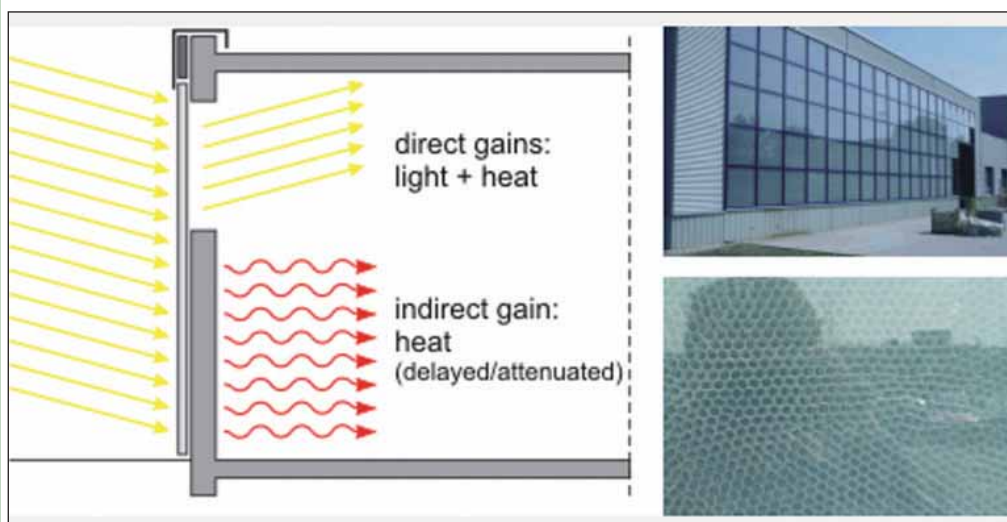 direct gains:
light + heat
indirect gain:
heat
(delayed/attenuated)